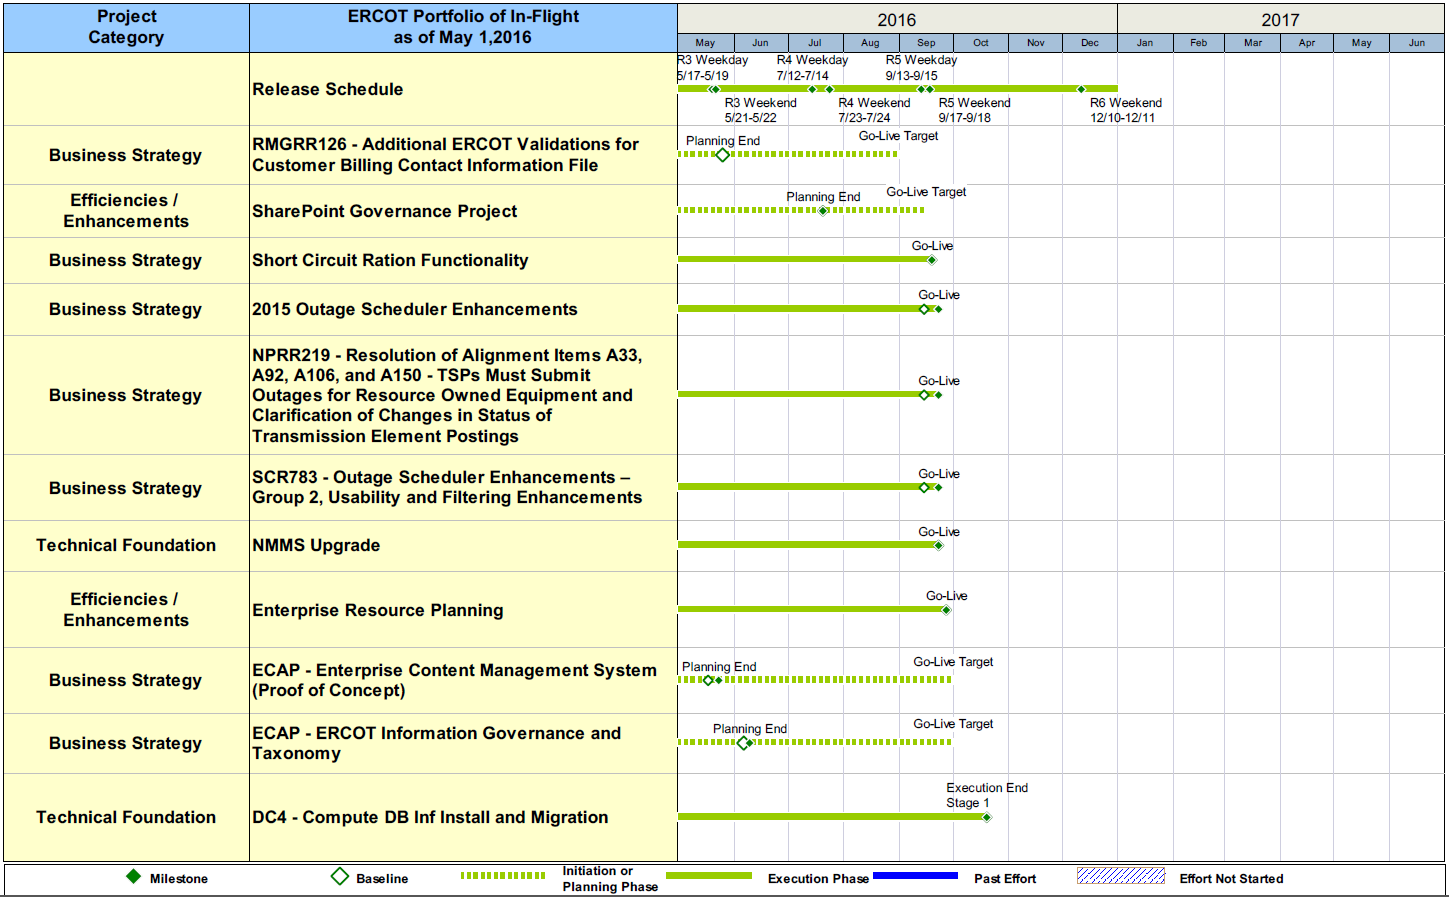 Project
Category
ERCOT Portfolio of In-Flight
as of May 1,2016
2016
2017
May
Jun
Jul
Aug
Sep
Oct
Nov
Dec
Jan
Feb
Mar
Apr
May
Jun
Release Schedule
R3 Weekday
5/17-5/19
R4 Weekday
7/12-7/14
R5 Weekday
9/13-9/15
R3 Weekend
5/21-5/22
R4 Weekend
7/23-7/24
R5 Weekend
9/17-9/18
R6 Weekend
12/10-12/11
Business Strategy
RMGRR126 - Additional ERCOT Validations for
Customer Billing Contact Information File
Planning End
Go-Live Target
Efficiencies /
Enhancements
SharePoint Governance Project
Planning End
Go-Live Target
Business Strategy
Short Circuit Ration Functionality
Go-Live
Business Strategy
2015 Outage Scheduler Enhancements
Go-Live
Business Strategy
NPRR219 - Resolution of Alignment Items A33,
A92, A106, and A150 - TSPs Must Submit
Outages for Resource Owned Equipment and
Clarification of Changes in Status of
Transmission Element Postings
Go-Live
Business Strategy
SCR783 - Outage Scheduler Enhancements –
Group 2, Usability and Filtering Enhancements
Go-Live
Technical Foundation
NMMS Upgrade
Go-Live
Efficiencies /
Enhancements
Enterprise Resource Planning
Go-Live
Business Strategy
ECAP - Enterprise Content Management System
(Proof of Concept)
Planning End
Go-Live Target
Business Strategy
ECAP - ERCOT Information Governance and
Taxonomy
Planning End
Go-Live Target
Technical Foundation
DC4 - Compute DB Inf Install and Migration
Execution End
Stage 1
Milestone
Baseline
Initiation or
Planning Phase
Execution Phase
Past Effort
Effort Not Started